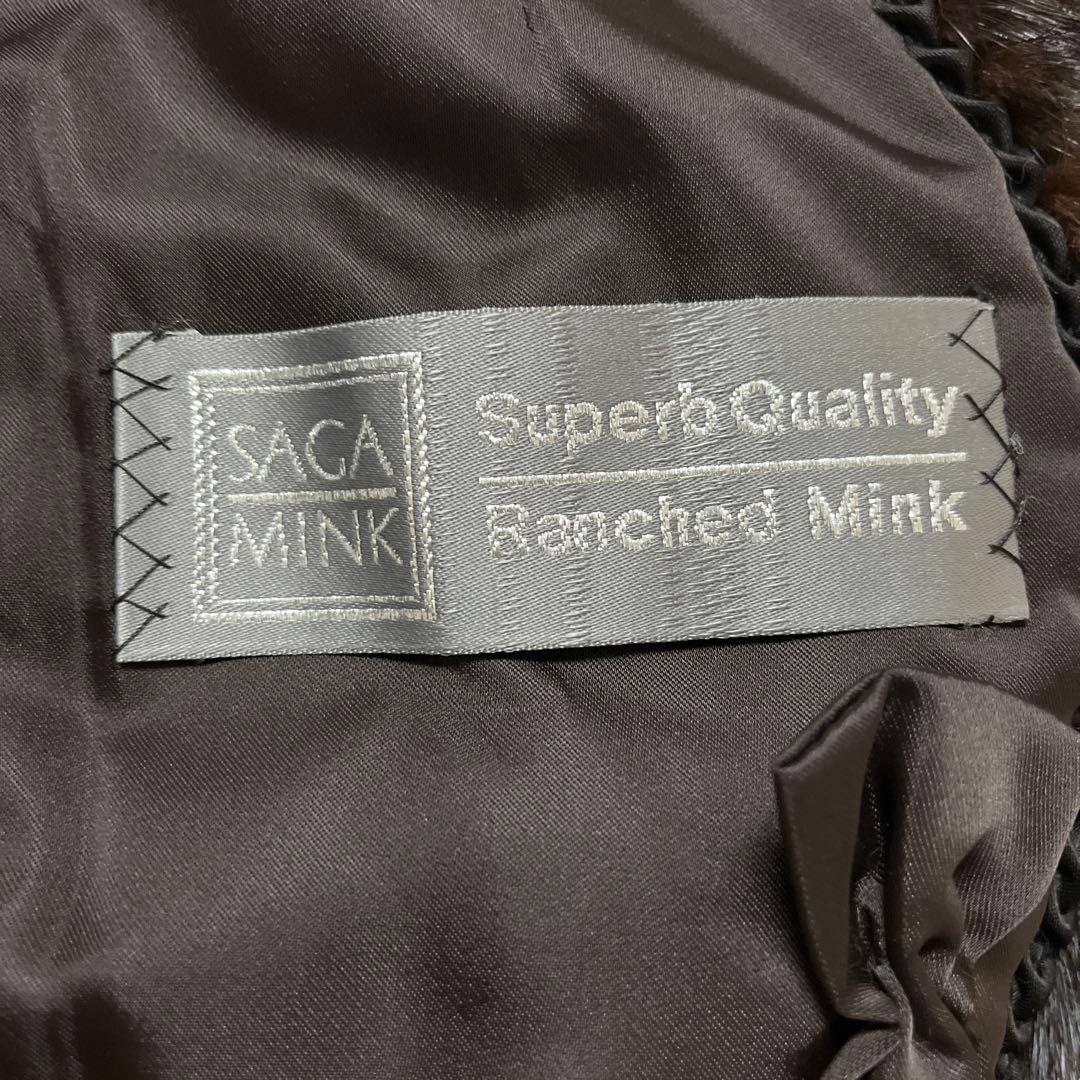 SAGA
MINK
Superb Quality
Ranched Mink